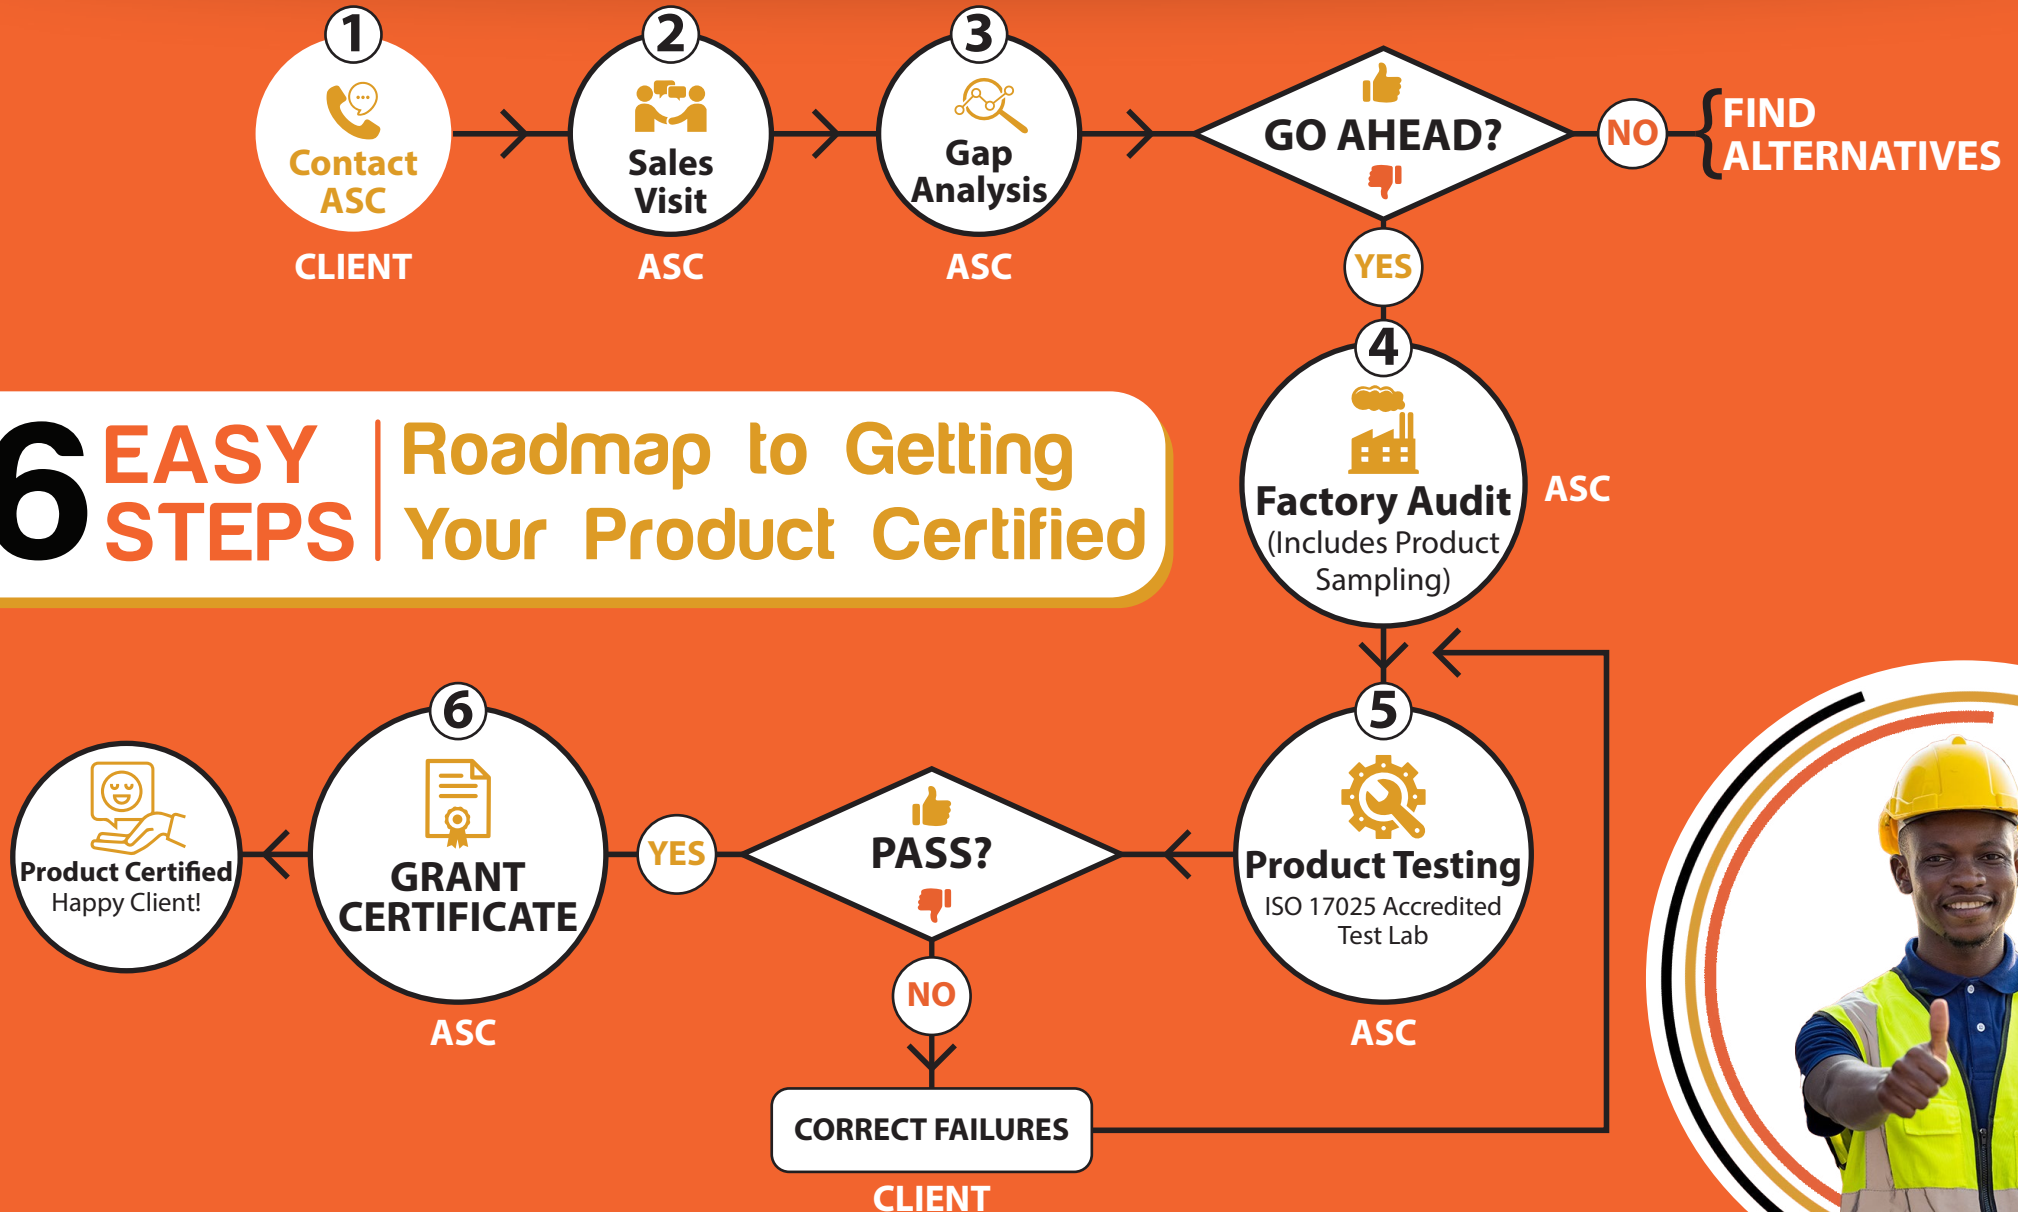 1
Contact
ASC
CLIENT
2
Sales
Visit
ASC
3
Gap
Analysis
ASC
GO AHEAD?
NO
FIND
ALTERNATIVES
YES
4
Factory Audit
(Includes Product
Sampling)
ASC
6 EASY
STEPS
Roadmap to Getting
Your Product Certified
5
Product Testing
ISO 17025 Accredited
Test Lab
ASC
PASS?
NO
CORRECT FAILURES
CLIENT
YES
6
GRANT
CERTIFICATE
ASC
Product Certified
Happy Client!